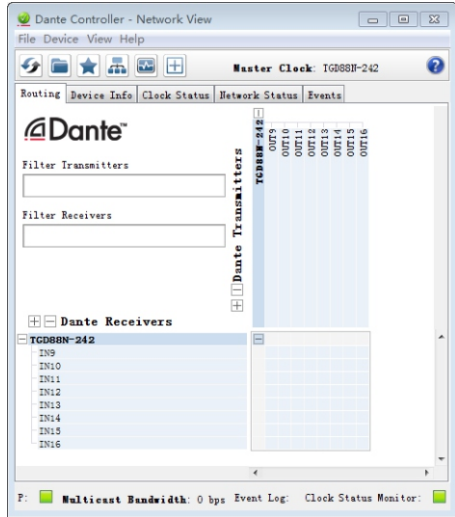 Dante Controller - Network View
File Device View Help
Master Clock: TGD88N-242
Routing Device Info Clock Status Network Status Events
Dante™
Filter Transmitters
Filter Receivers
Dante Transmitters
TGD88N-242
OUT9
OUT10
OUT11
OUT12
OUT13
OUT14
OUT15
OUT16
Dante Receivers
TGD88N-242
IN9
IN10
IN11
IN12
IN13
IN14
IN15
IN16
P: Multicast Bandwidth: 0 bps Event Log: Clock Status Monitor: